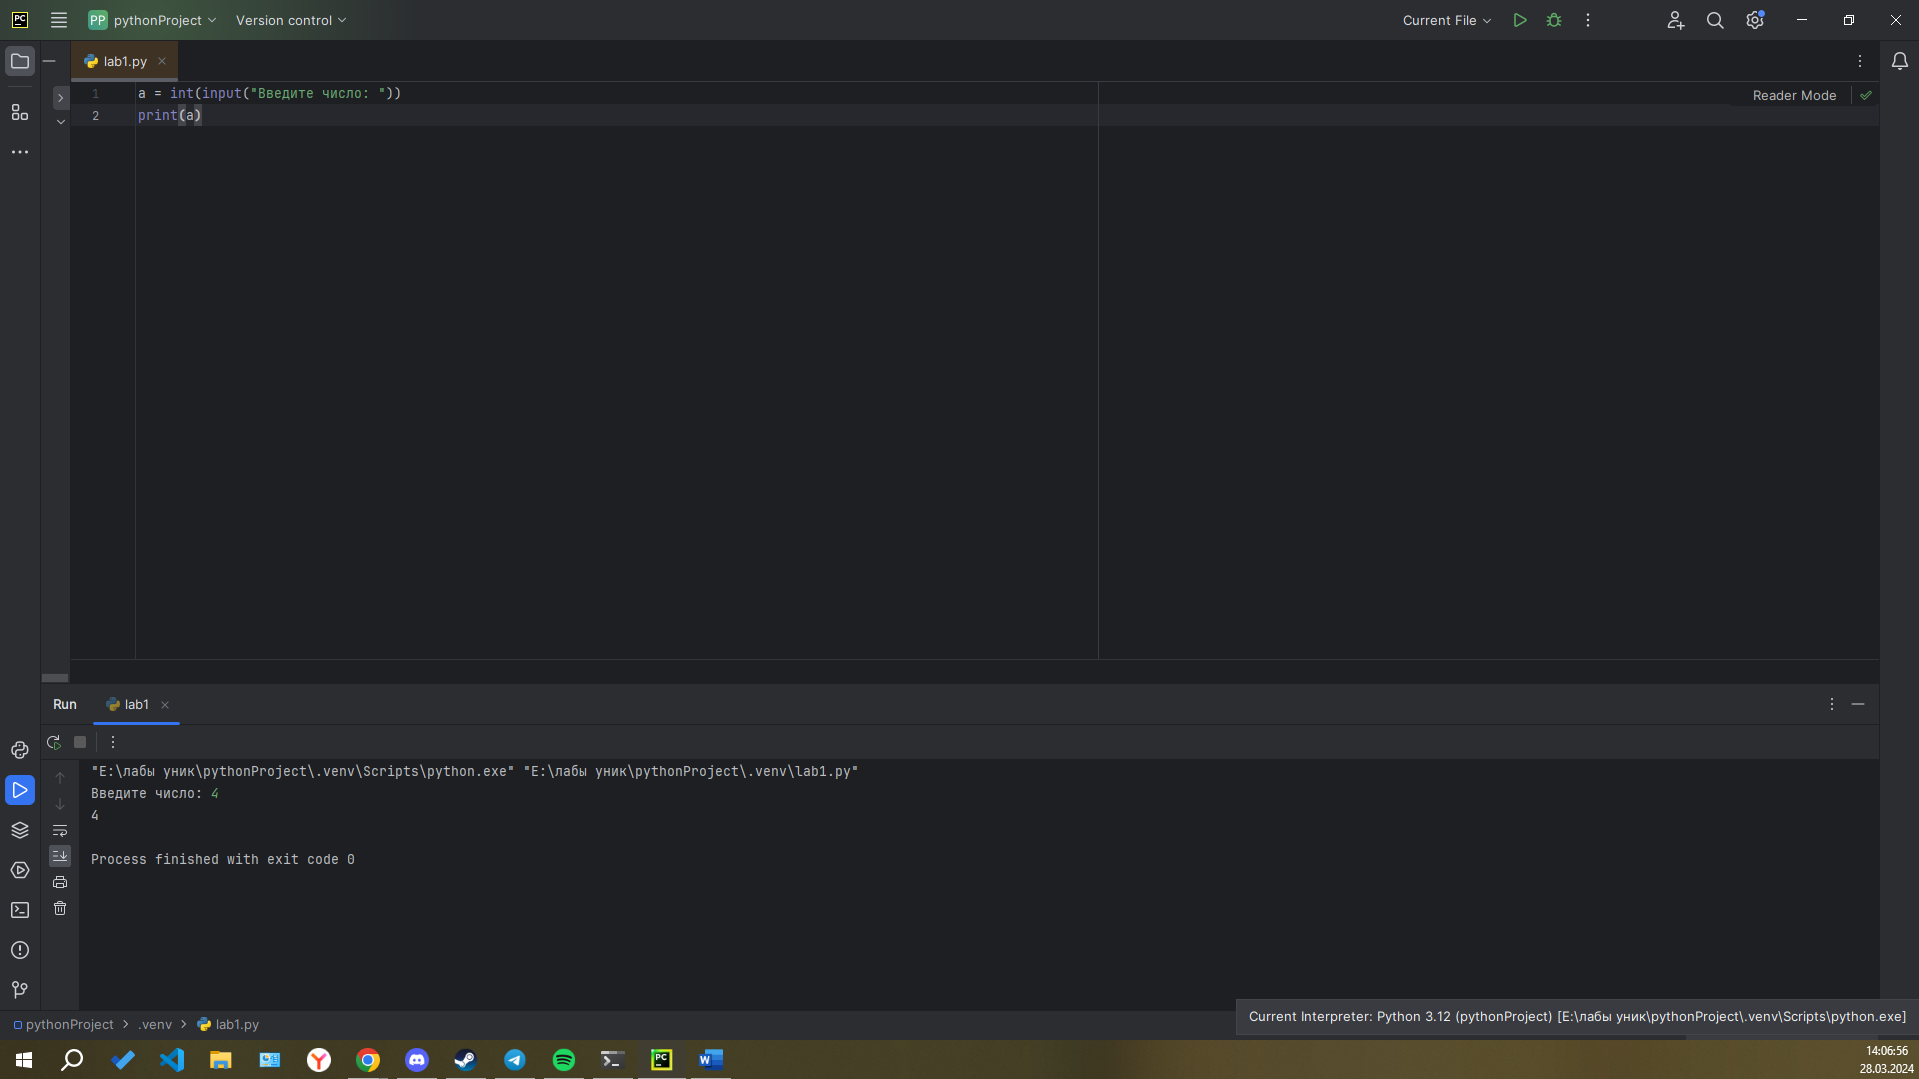 PC
PP pythonProject Version control Current File
lab1.py
1 a = int(input("Введите число: "))
2 print(a)
Reader Mode
Run lab1
"E:\лабы уник\pythonProject\.venv\Scripts\python.exe" "E:\лабы уник\pythonProject\.venv\lab1.py"
Введите число: 4
4
Process finished with exit code 0
Current Interpreter: Python 3.12 (pythonProject) [E:\лабы уник\pythonProject\.venv\Scripts\python.exe]
pythonProject .venv lab1.py
14:06:56
28.03.2024